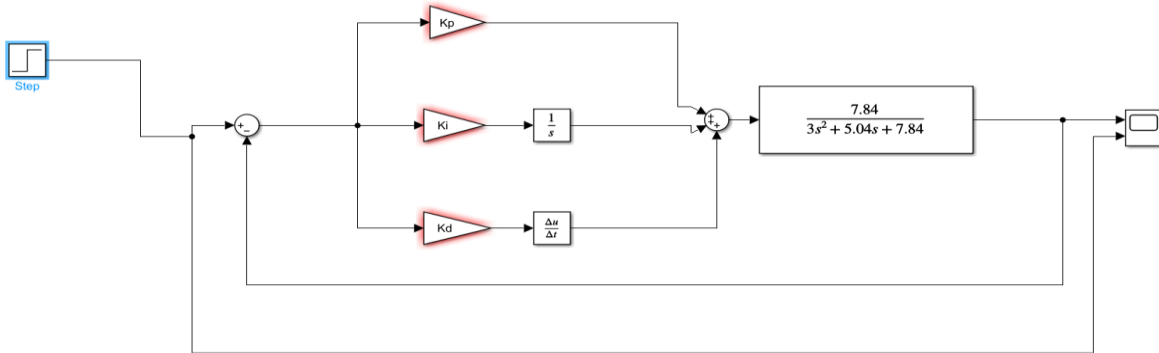 Kp
Step
+
−
Ki
1
s
+
+
+
7.84
3s² + 5.04s + 7.84
Kd
Δu
Δt